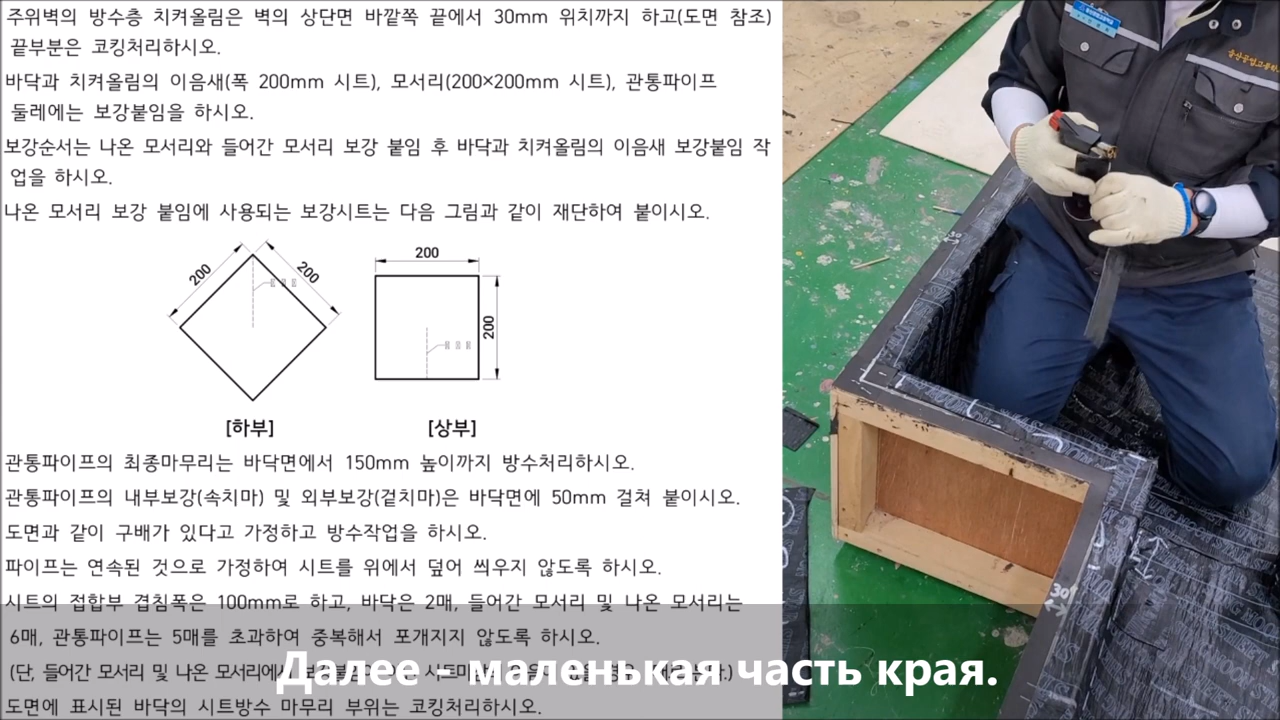 주위벽의 방수층 치켜올림은 벽의 상단면 바깥쪽 끝에서 30mm 위치까지 하고(도면 참조)
끝부분은 코킹처리하시오.
바닥과 치켜올림의 이음새(폭 200mm 시트), 모서리(200×200mm 시트), 관통파이프
둘레에는 보강붙임을 하시오.
보강순서는 나온 모서리와 들어간 모서리 보강 붙임 후 바닥과 치켜올림의 이음새 보강붙임 작
업을 하시오.
나온 모서리 보강 붙임에 사용되는 보강시트는 다음 그림과 같이 재단하여 붙이시오.
200 200
200
200
[하부] [상부]
관통파이프의 최종마무리는 바닥면에서 150mm 높이까지 방수처리하시오.
관통파이프의 내부보강(속치마) 및 외부보강(겉치마)은 바닥면에 50mm 걸쳐 붙이시오.
도면과 같이 구배가 있다고 가정하고 방수작업을 하시오.
파이프는 연속된 것으로 가정하여 시트를 위에서 덮어 씌우지 않도록 하시오.
시트의 접합부 겹침폭은 100mm로 하고, 바닥은 2매, 들어간 모서리 및 나온 모서리는
6매, 관통파이프는 5매를 초과하여 중복해서 포개지지 않도록 하시오.
(단, 들어간 모서리 및 나온 모서리에
도면에 표시된 바닥의 시트방수 마무리 부위는 코킹처리하시오.
Далее - маленькая часть края.
30
30